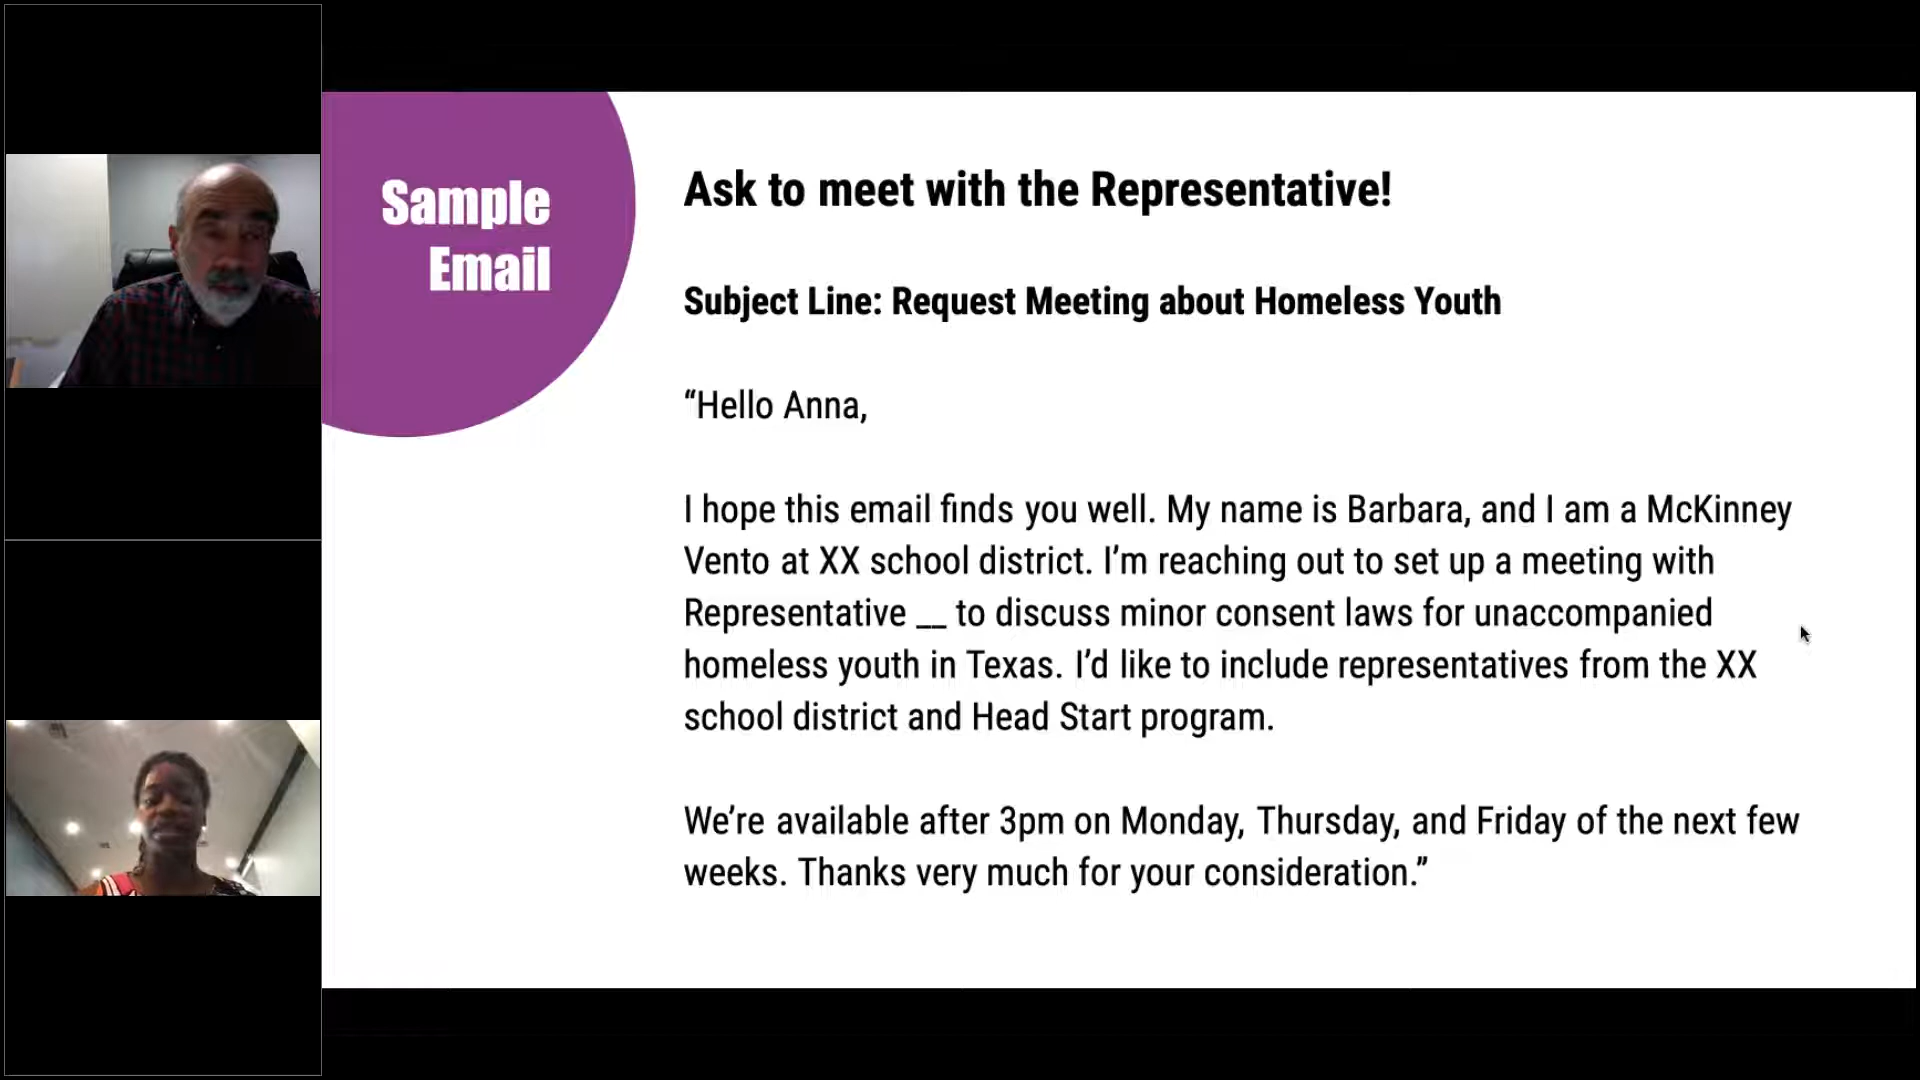 Sample
Email
Ask to meet with the Representative!
Subject Line: Request Meeting about Homeless Youth
“Hello Anna,
I hope this email finds you well. My name is Barbara, and I am a McKinney
Vento at XX school district. I’m reaching out to set up a meeting with
Representative __ to discuss minor consent laws for unaccompanied
homeless youth in Texas. I’d like to include representatives from the XX
school district and Head Start program.
We’re available after 3pm on Monday, Thursday, and Friday of the next few
weeks. Thanks very much for your consideration.”